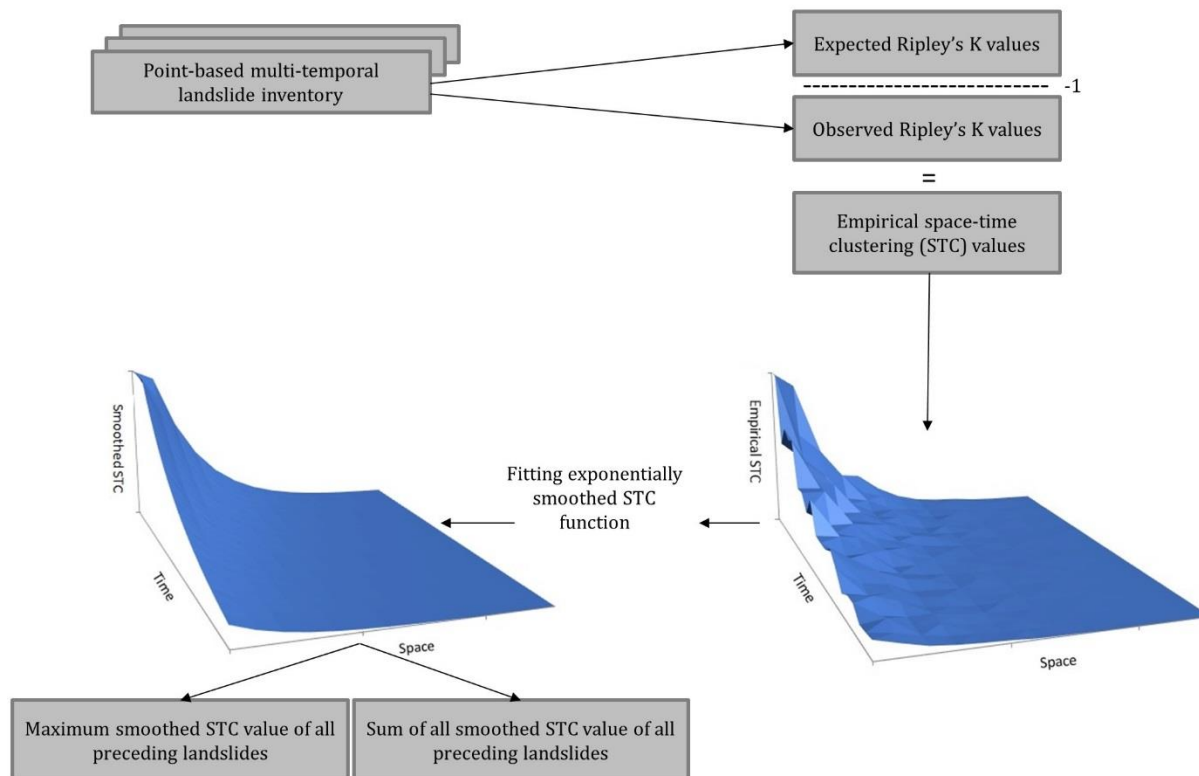 Point-based multi-temporal
landslide inventory
Expected Ripley’s K values
--------------------------- -1
Observed Ripley’s K values
=
Empirical space-time
clustering (STC) values
Smoothed STC
Time
Space
Fitting exponentially
smoothed STC
function
Empirical STC
Time
Space
Maximum smoothed STC value of all
preceding landslides
Sum of all smoothed STC value of all
preceding landslides